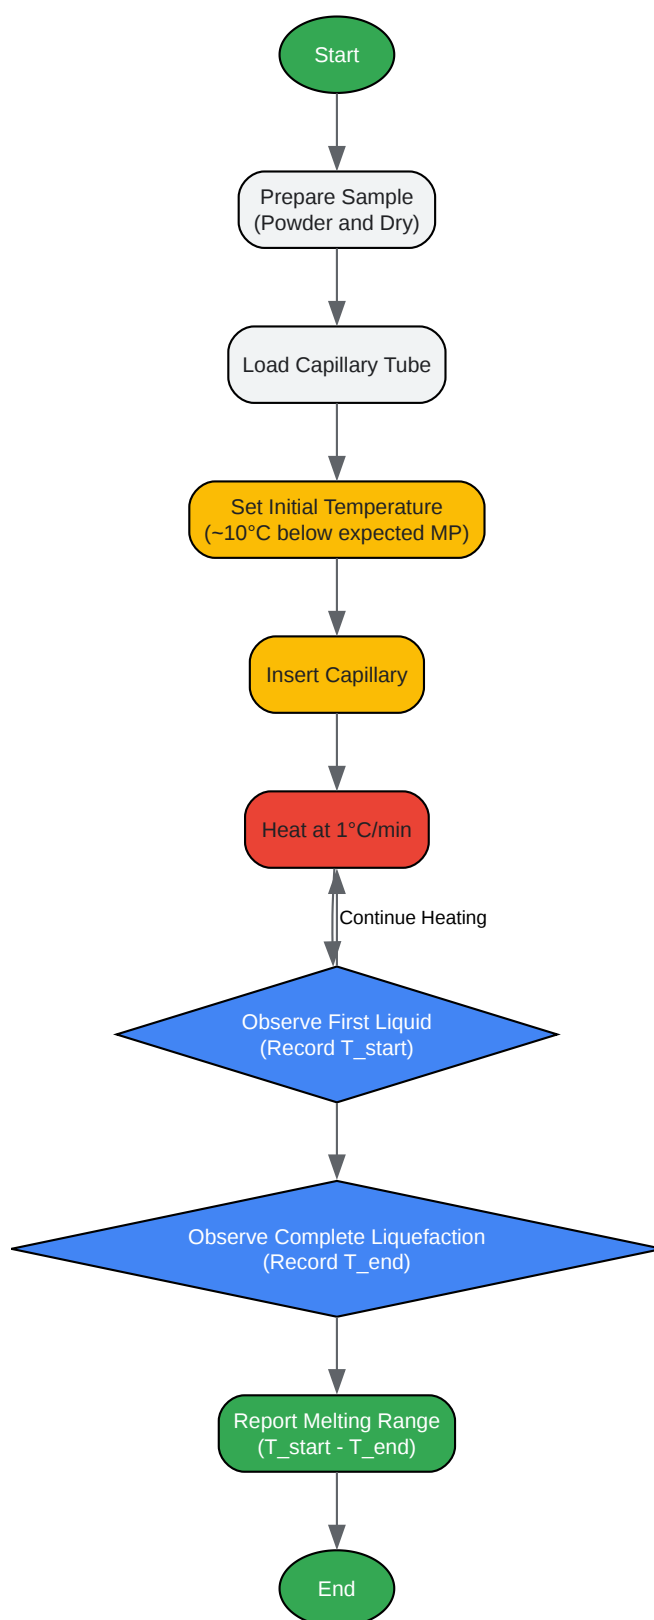 Start
Prepare Sample
(Powder and Dry)
Load Capillary Tube
Set Initial Temperature
(~10°C below expected MP)
Insert Capillary
Heat at 1°C/min
Continue Heating
Observe First Liquid
(Record T_start)
Observe Complete Liquefaction
(Record T_end)
Report Melting Range
(T_start - T_end)
End